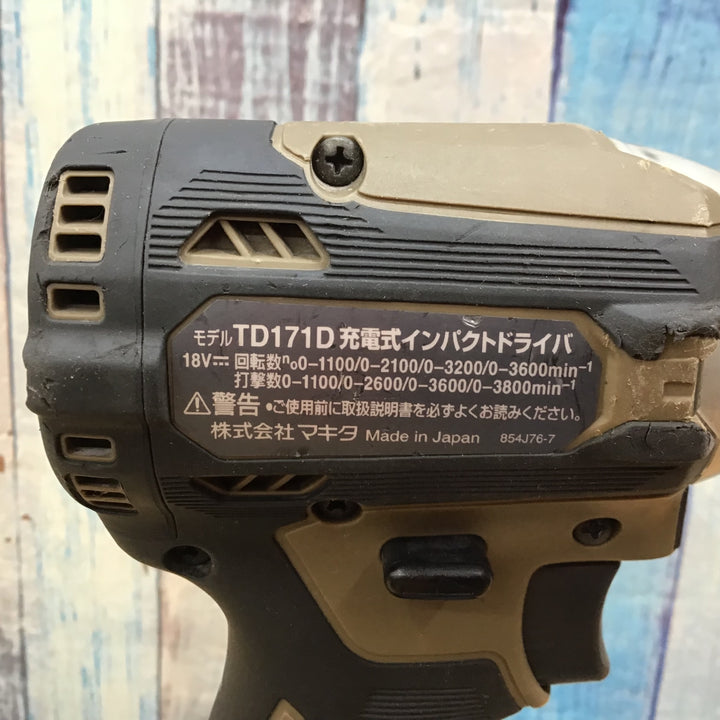 モデル TD171D 充電式インパクトドライバ
18V⎓ 回転数n₀0-1100/0-2100/0-3200/0-3600min⁻¹
打撃数0-1100/0-2600/0-3600/0-3800min⁻¹
⚠警告 •ご使用前に取扱説明書を必ずよくお読みください。
株式会社 マキタ Made in Japan 854J76-7